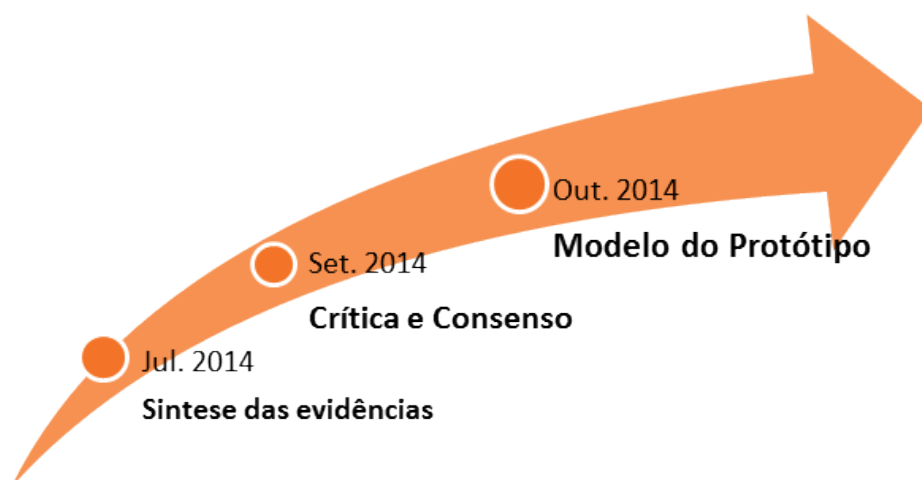 Out. 2014
Modelo do Protótipo
Set. 2014
Crítica e Consenso
Jul. 2014
Sintese das evidências